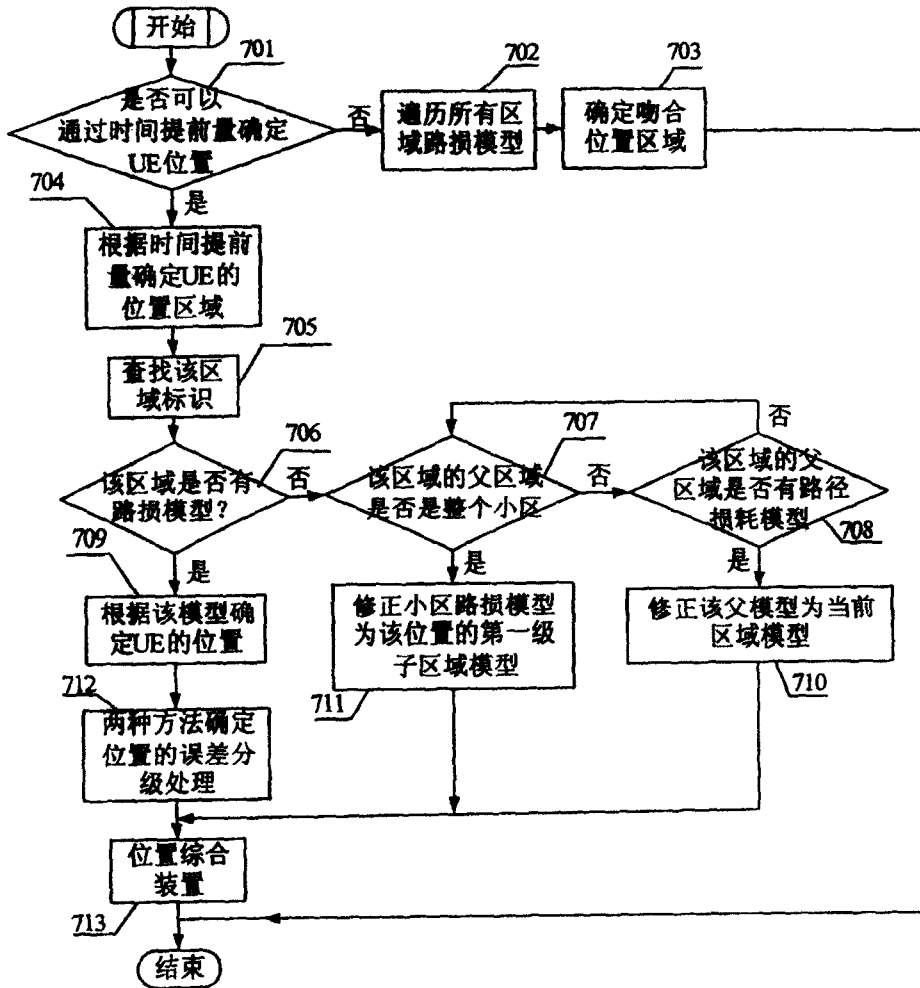 开始
701
是否可以
通过时间提前量确定
UE位置
否
702
遍历所有区
域路损模型
703
确定吻合
位置区域
704
是
根据时间提前
量确定UE的
位置区域
705
查找该区
域标识
706
该区域是否有
路损模型？
否
707
该区域的父区域
是否是整个小区
否
否
该区域的父
区域是否有路径
损耗模型
708
709
是
根据该模型确
定UE的位置
是
修正小区路损模型
为该位置的第一级
子区域模型
711
是
修正该父模型为当前
区域模型
710
712
两种方法确定
位置的误差分
级处理
位置综合
装置
713
结束